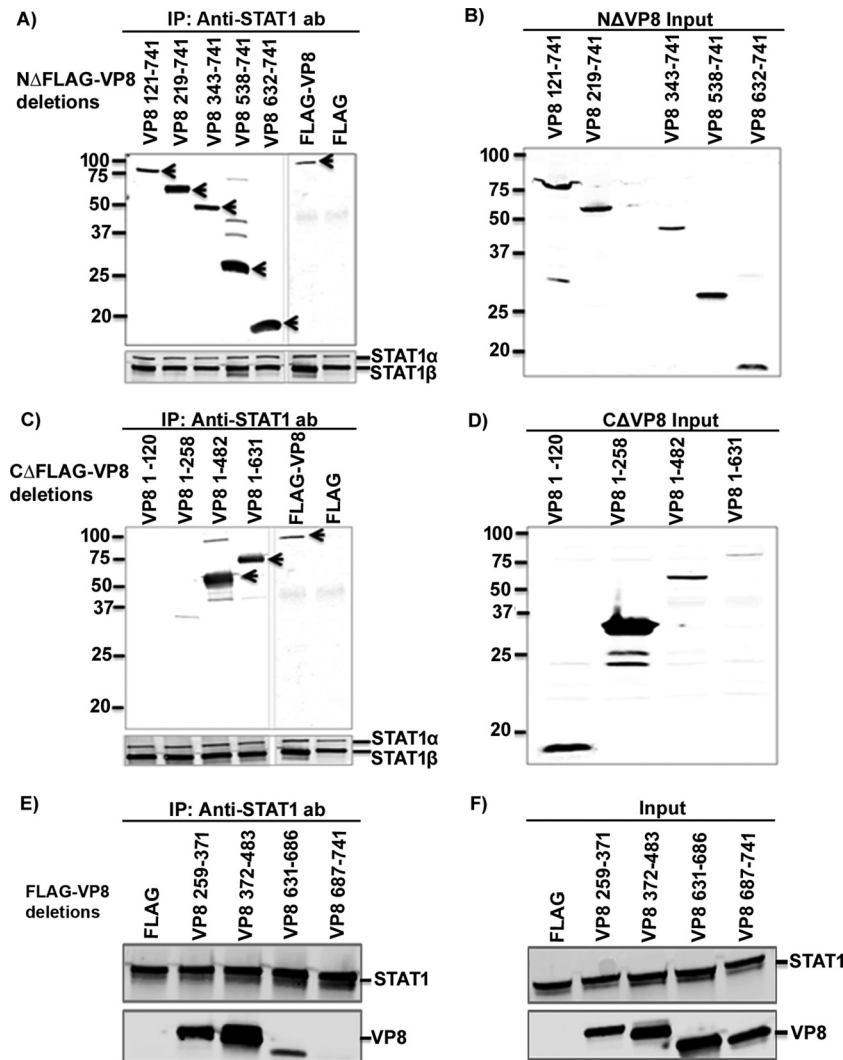 A)
IP: Anti-STAT1 ab
NΔFLAG-VP8
deletions
VP8 121-741
VP8 219-741
VP8 343-741
VP8 538-741
VP8 632-741
FLAG-VP8
FLAG
100
75
50
37
25
20
STAT1α
STAT1β
B)
NΔVP8 Input
VP8 121-741
VP8 219-741
VP8 343-741
VP8 538-741
VP8 632-741
100
75
50
37
25
20
C)
IP: Anti-STAT1 ab
CΔFLAG-VP8
deletions
VP8 1 -120
VP8 1-258
VP8 1-482
VP8 1-631
FLAG-VP8
FLAG
100
75
50
37
25
20
STAT1α
STAT1β
D)
CΔVP8 Input
VP8 1 -120
VP8 1-258
VP8 1-482
VP8 1-631
100
75
50
37
25
20
E)
IP: Anti-STAT1 ab
FLAG-VP8
deletions
FLAG
VP8 259-371
VP8 372-483
VP8 631-686
VP8 687-741
STAT1
VP8
F)
Input
FLAG
VP8 259-371
VP8 372-483
VP8 631-686
VP8 687-741
STAT1
VP8